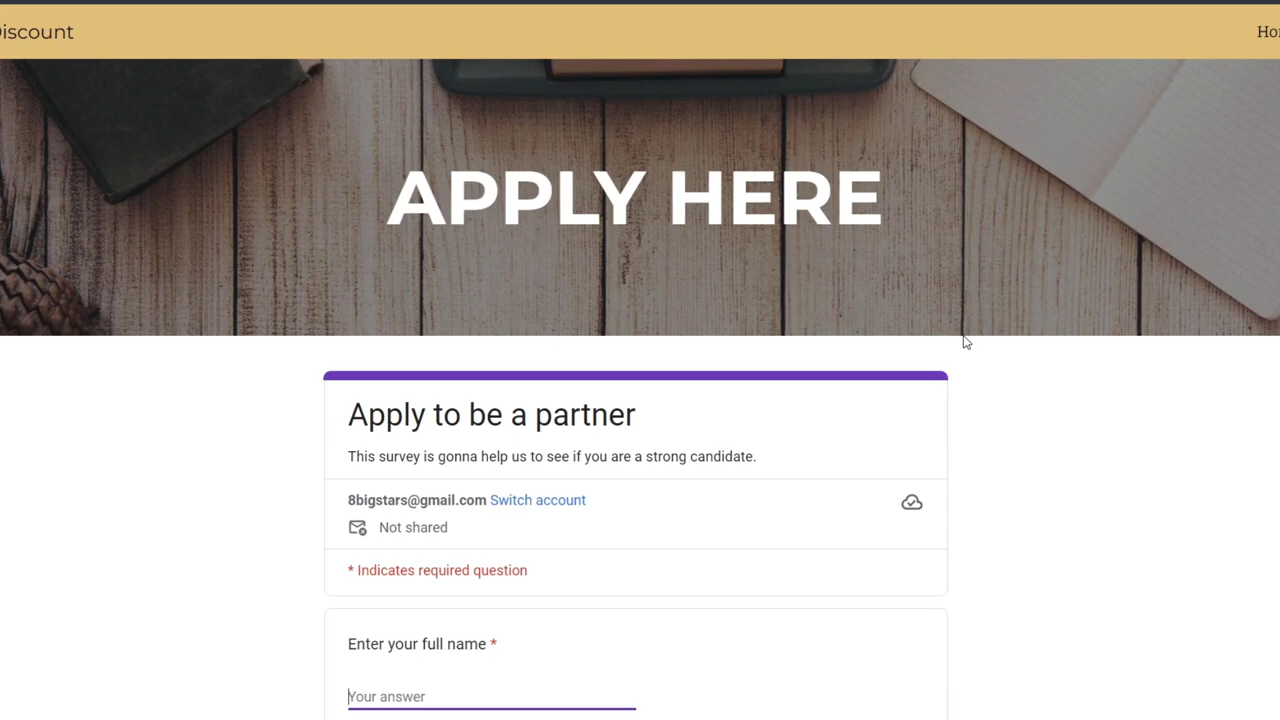 iscount
APPLY HERE
Apply to be a partner
This survey is gonna help us to see if you are a strong candidate.
8bigstars@gmail.com Switch account
Not shared
* Indicates required question
Enter your full name *
Your answer